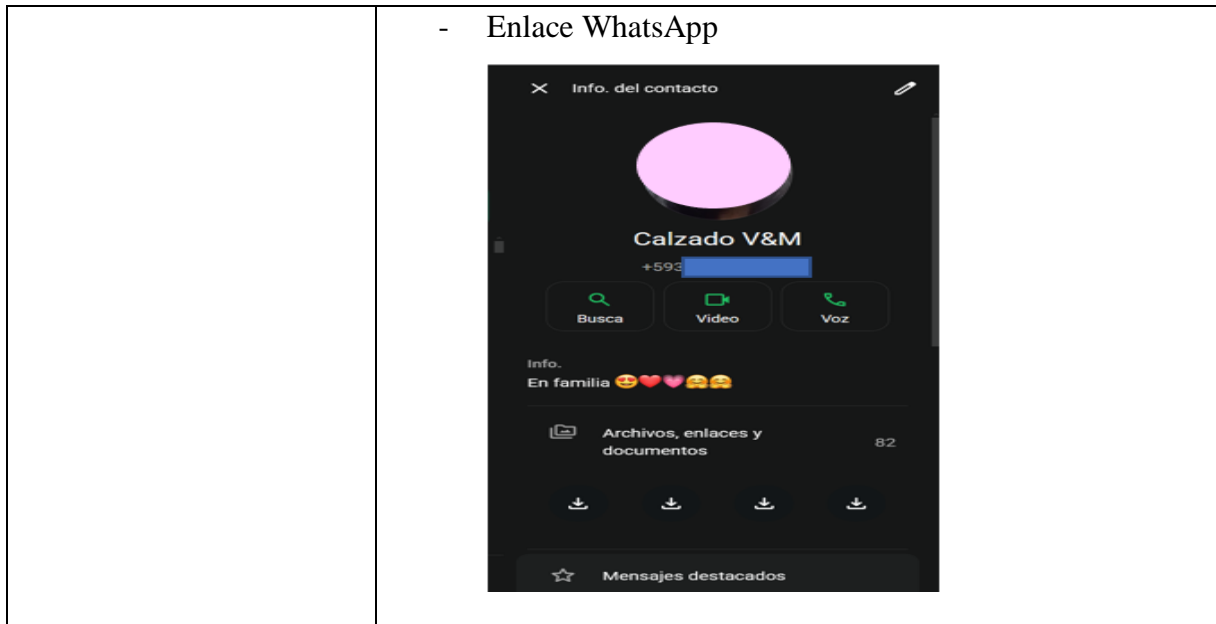 - Enlace WhatsApp
Info. del contacto
Calzado V&M
+593
Busca
Video
Voz
Info.
En familia 😍❤️💗🤗🤗
Archivos, enlaces y
documentos
82
Mensajes destacados